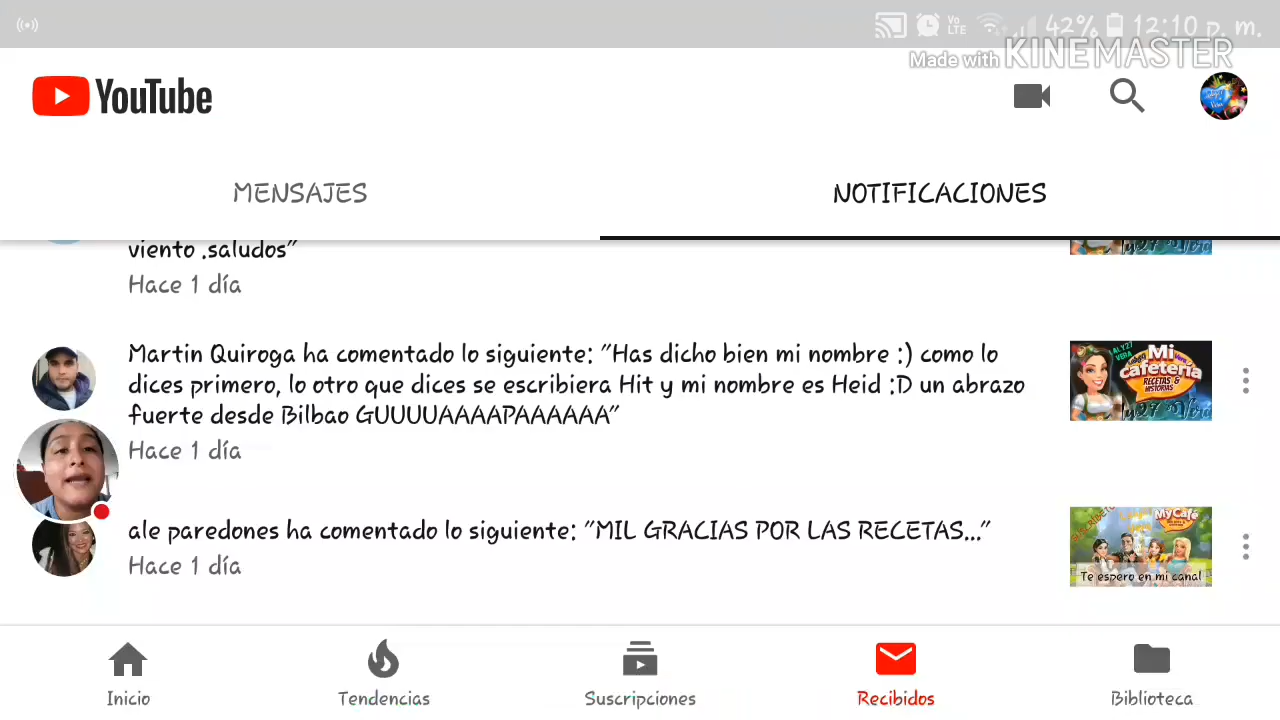 Vo
LTE
42%
12:10 p. m.
Made with KINEMASTER
YouTube
MENSAJES
NOTIFICACIONES
viento .saludos"
Hace 1 día
Martin Quiroga ha comentado lo siguiente: "Has dicho bien mi nombre :) como lo
dices primero, lo otro que dices se escribiera Hit y mi nombre es Heid :D un abrazo
fuerte desde Bilbao GUUUUAAAAPAAAAAA"
Hace 1 día
Mi
cafetería
RECETAS &
HISTORIAS
ale paredones ha comentado lo siguiente: "MIL GRACIAS POR LAS RECETAS..."
Hace 1 día
My Café
Te espero en mi canal
Inicio
Tendencias
Suscripciones
Recibidos
Biblioteca